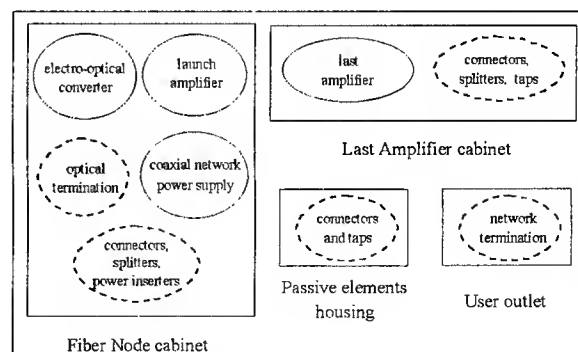 electro-optical
converter
launch
amplifier
optical
termination
coaxial network
power supply
connectors,
splitters,
power inserters
Fiber Node cabinet
last
amplifier
connectors,
splitters, taps
Last Amplifier cabinet
connectors
and taps
Passive elements
housing
network
termination
User outlet